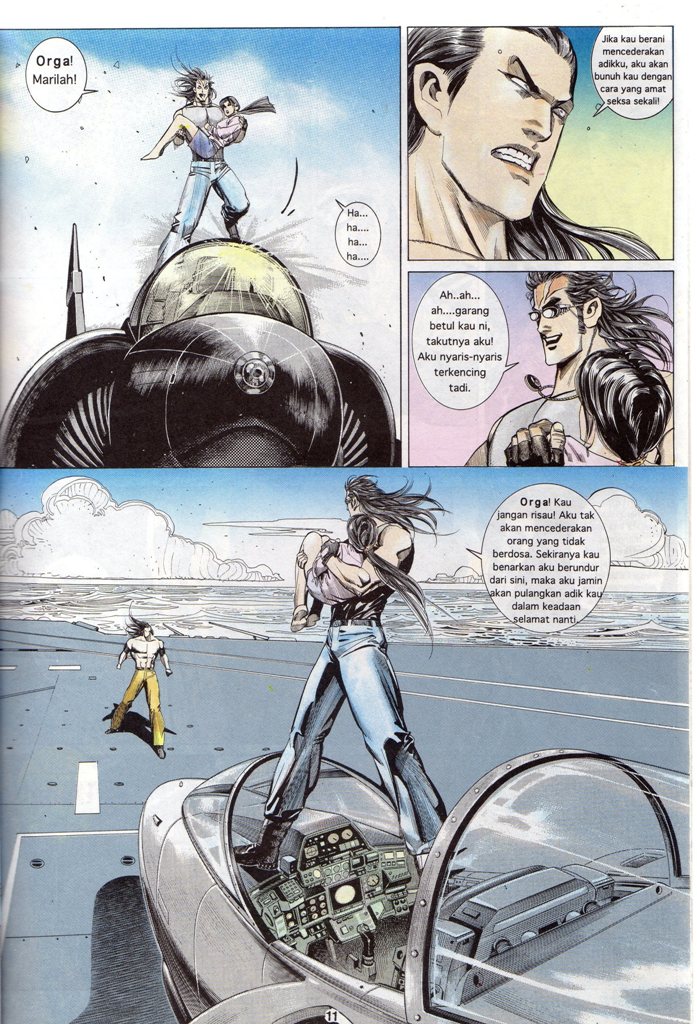 Orga!
Marilah!
Ha...
ha....
ha...
ha....
Jika kau berani
mencederakan
adikku, aku akan
bunuh kau dengan
cara yang amat
seksa sekali!
Ah..ah...
ah....garang
betul kau ni,
takutnya aku!
Aku nyaris-nyaris
terkencing
tadi.
Orga! Kau
jangan risau! Aku tak
akan mencederakan
orang yang tidak
berdosa. Sekiranya kau
benarkan aku berundur
dari sini, maka aku jamin
akan pulangkan adik kau
dalam keadaan
selamat nanti.
11